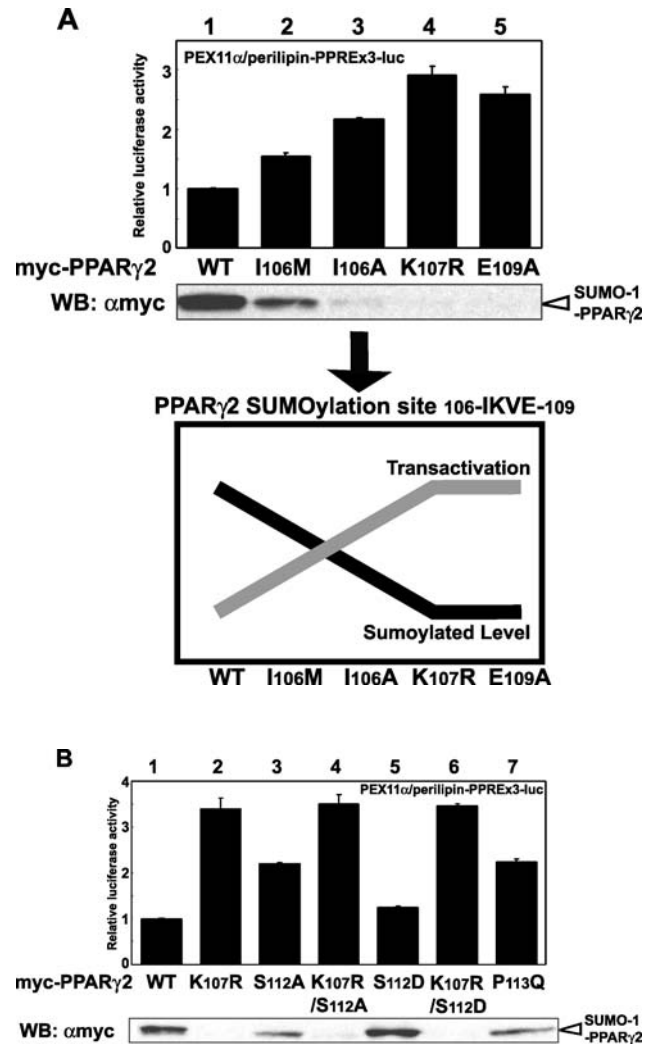 A
1 2 3 4 5
PEX11α/perilipin-PPREx3-luc
Relative luciferase activity
3
2
1
0
myc-PPARγ2 WT I106M I106A K107R E109A
WB: αmyc SUMO-1
-PPARγ2
PPARγ2 SUMOylation site 106-IKVE-109
Transactivation
Sumoylated Level
WT I106M I106A K107R E109A
B
1 2 3 4 5 6 7
PEX11α/perilipin-PPREx3-luc
Relative luciferase activity
4
3
2
1
0
myc-PPARγ2 WT K107R S112A K107R S112D K107R P113Q
/S112A /S112D
WB: αmyc SUMO-1
-PPARγ2